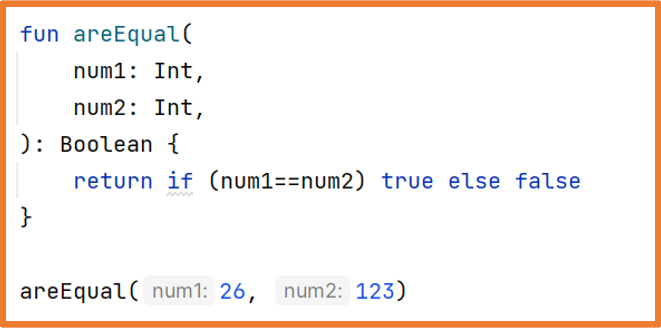 fun areEqual(
num1: Int,
num2: Int,
): Boolean {
return if (num1==num2) true else false
}
areEqual( num1: 26, num2: 123)